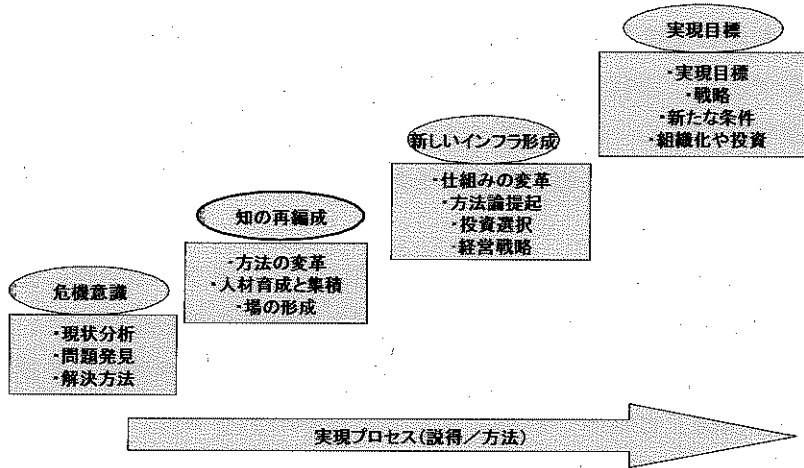 実現目標
・実現目標
・戦略
・新たな条件
・組織化や投資
新しいインフラ形成
・仕組みの変革
・方法論提起
・投資選択
・経営戦略
知の再編成
・方法の変革
・人材育成と集積
・場の形成
危機意識
・現状分析
・問題発見
・解決方法
実現プロセス(説得／方法)